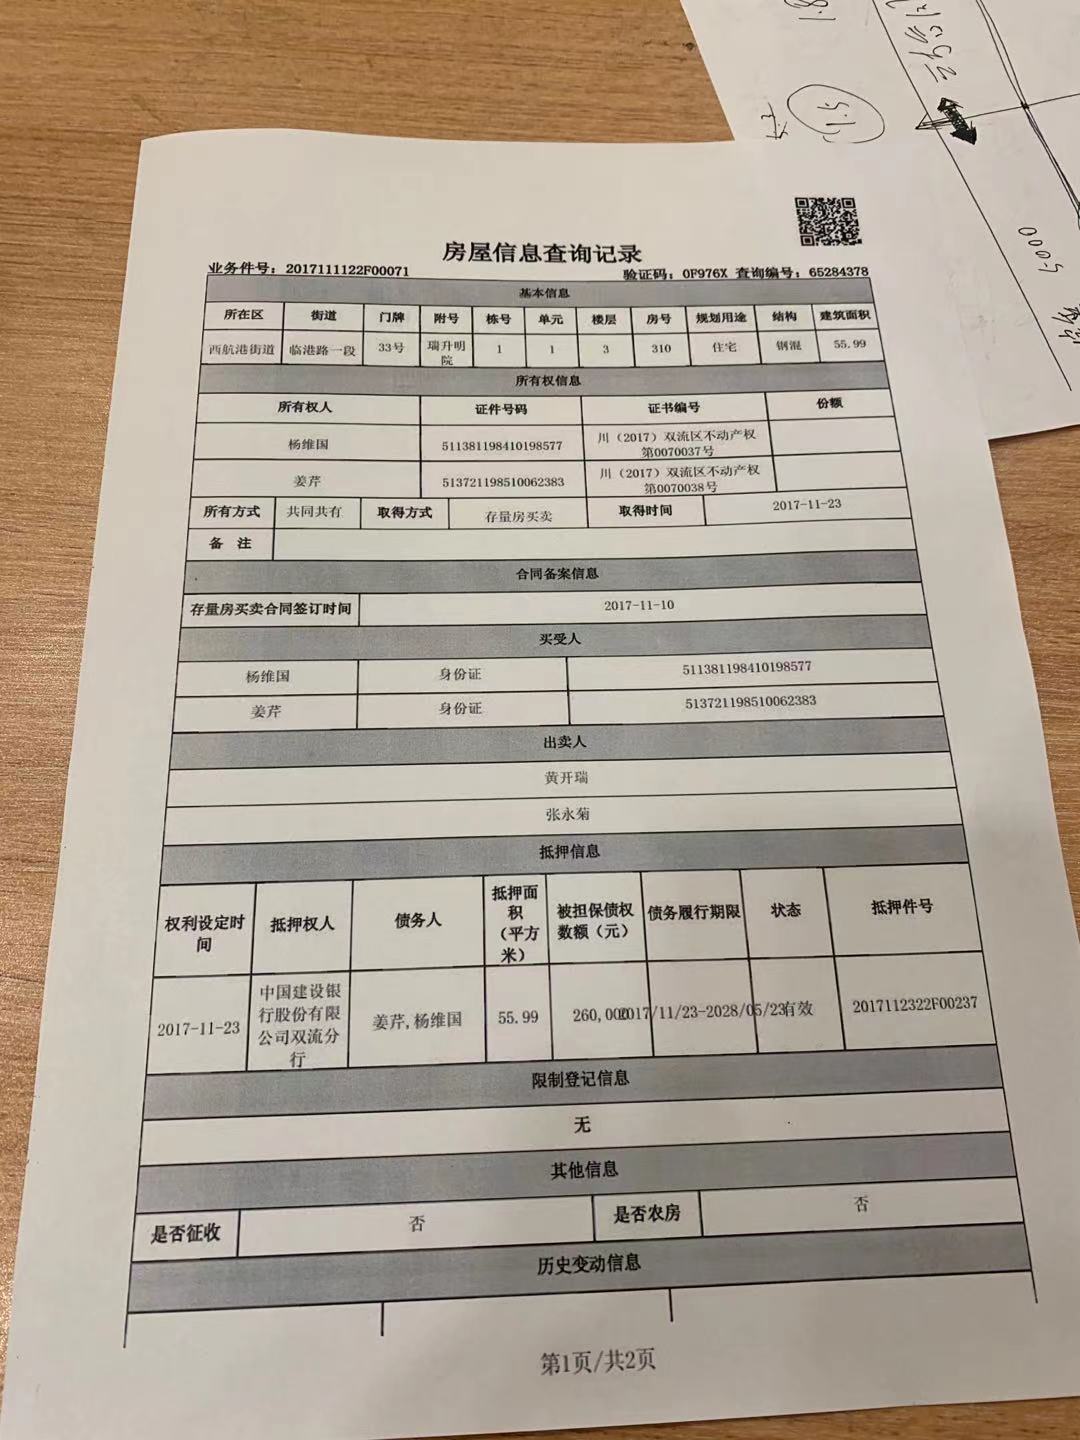 房屋信息查询记录
业务件号：2017111122F00071 验证码：0F976X 查询编号：65284378
基本信息
所在区 街道 门牌 附号 栋号 单元 楼层 房号 规划用途 结构 建筑面积
西航港街道 临港路一段 33号 瑞升明院 1 1 3 310 住宅 钢混 55.99
所有权信息
所有权人 证件号码 证书编号 份额
杨维国 511381198410198577 川（2017）双流区不动产权第0070037号
姜芹 513721198510062383 川（2017）双流区不动产权第0070038号
所有方式 共同共有 取得方式 存量房买卖 取得时间 2017-11-23
备 注
合同备案信息
存量房买卖合同签订时间 2017-11-10
买受人
杨维国 身份证 511381198410198577
姜芹 身份证 513721198510062383
出卖人
黄开瑞
张永菊
抵押信息
权利设定时间 抵押权人 债务人 抵押面积（平方米） 被担保债权数额（元） 债务履行期限 状态 抵押件号
2017-11-23 中国建设银行股份有限公司双流分行 姜芹,杨维国 55.99 260,000 2017/11/23-2028/05/23 有效 2017112322F00237
限制登记信息
无
其他信息
是否征收 否 是否农房 否
历史变动信息
第1页/共2页
1.8
5.1
5000